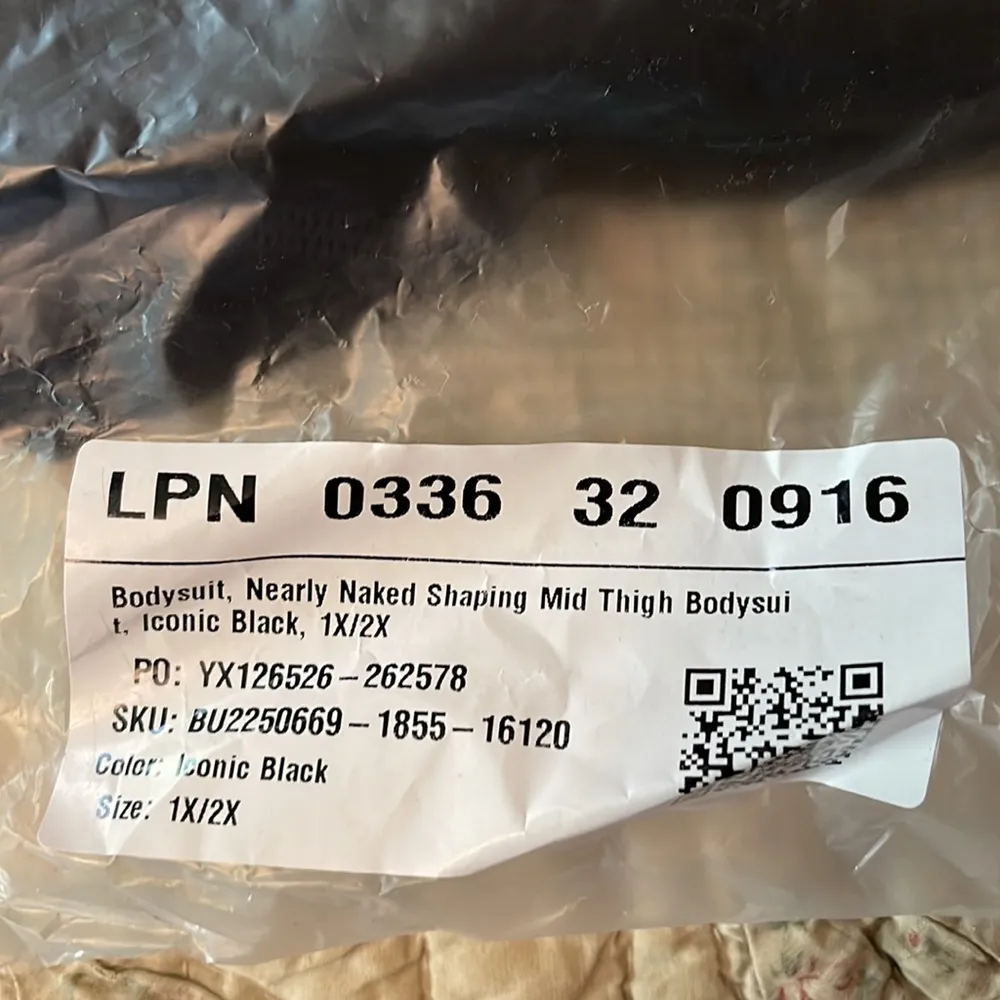 LPN 0336 32 0916
Bodysuit, Nearly Naked Shaping Mid Thigh Bodysui
t, Iconic Black, 1X/2X
PO: YX126526-262578
SKU: BU2250669-1855-16120
Color: Iconic Black
Size: 1X/2X